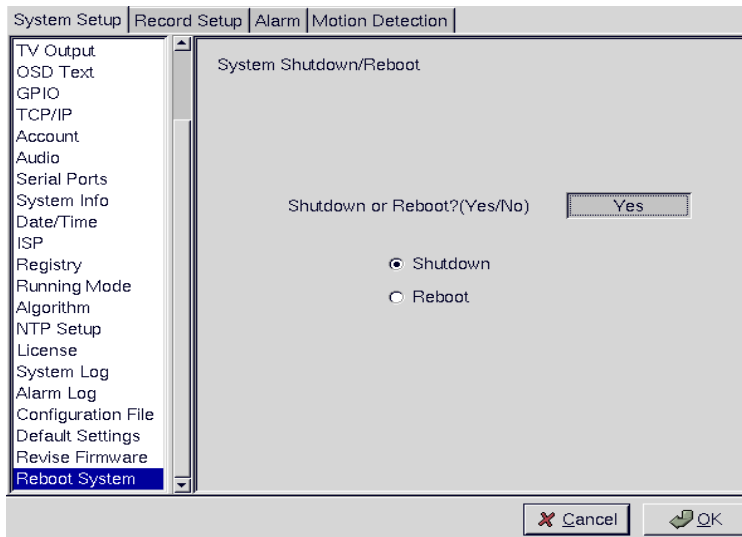 System Setup Record Setup Alarm Motion Detection
TV Output
OSD Text
GPIO
TCP/IP
Account
Audio
Serial Ports
System Info
Date/Time
ISP
Registry
Running Mode
Algorithm
NTP Setup
License
System Log
Alarm Log
Configuration File
Default Settings
Revise Firmware
Reboot System
System Shutdown/Reboot
Shutdown or Reboot?(Yes/No) Yes
Shutdown
Reboot
Cancel OK